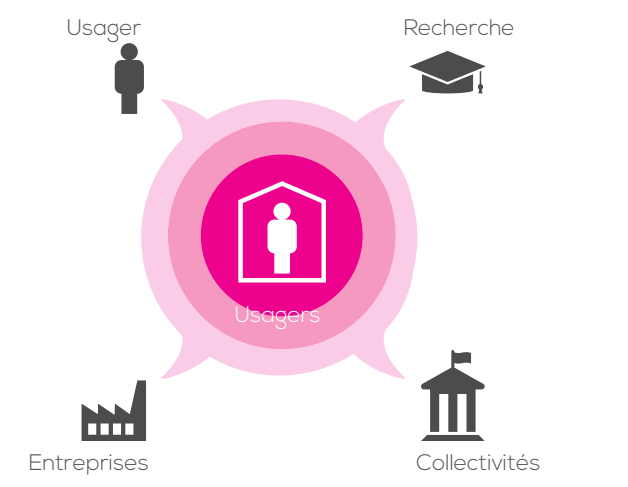 Usager
Recherche
Usagers
Entreprises
Collectivités